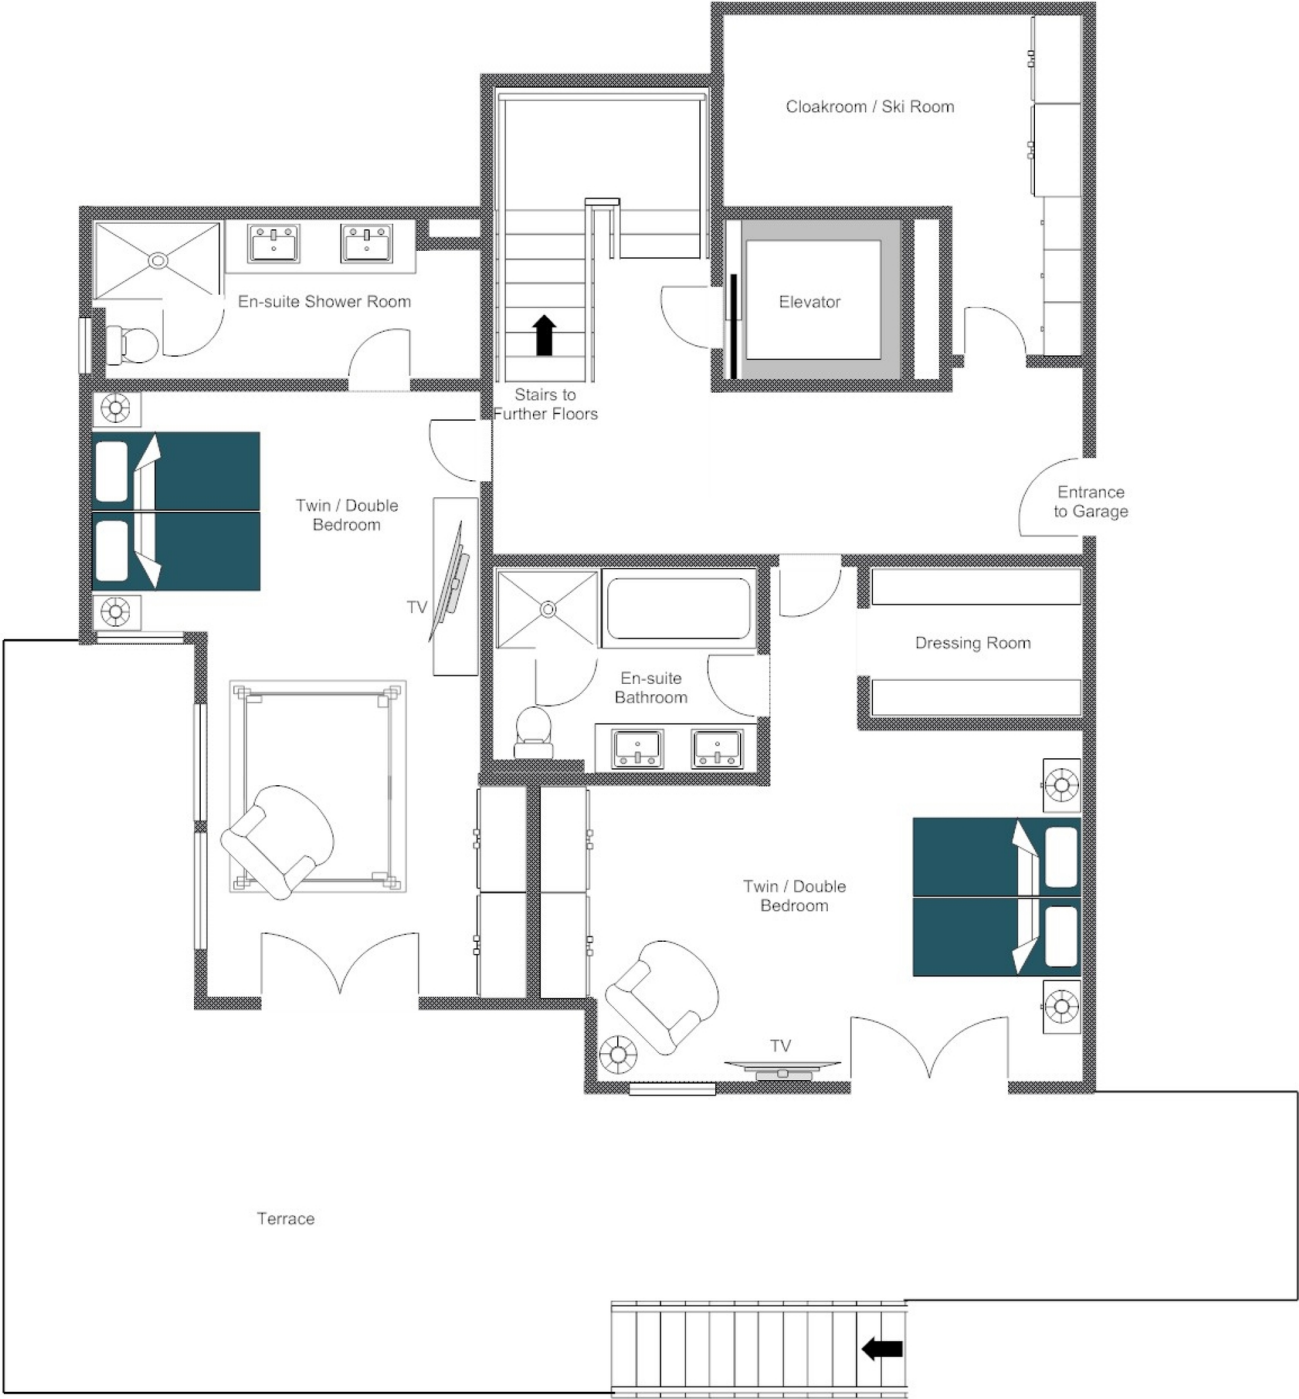 Cloakroom / Ski Room
En-suite Shower Room
Elevator
Stairs to
Further Floors
Twin / Double
Bedroom
Entrance
to Garage
TV
Dressing Room
En-suite
Bathroom
Twin / Double
Bedroom
TV
Terrace